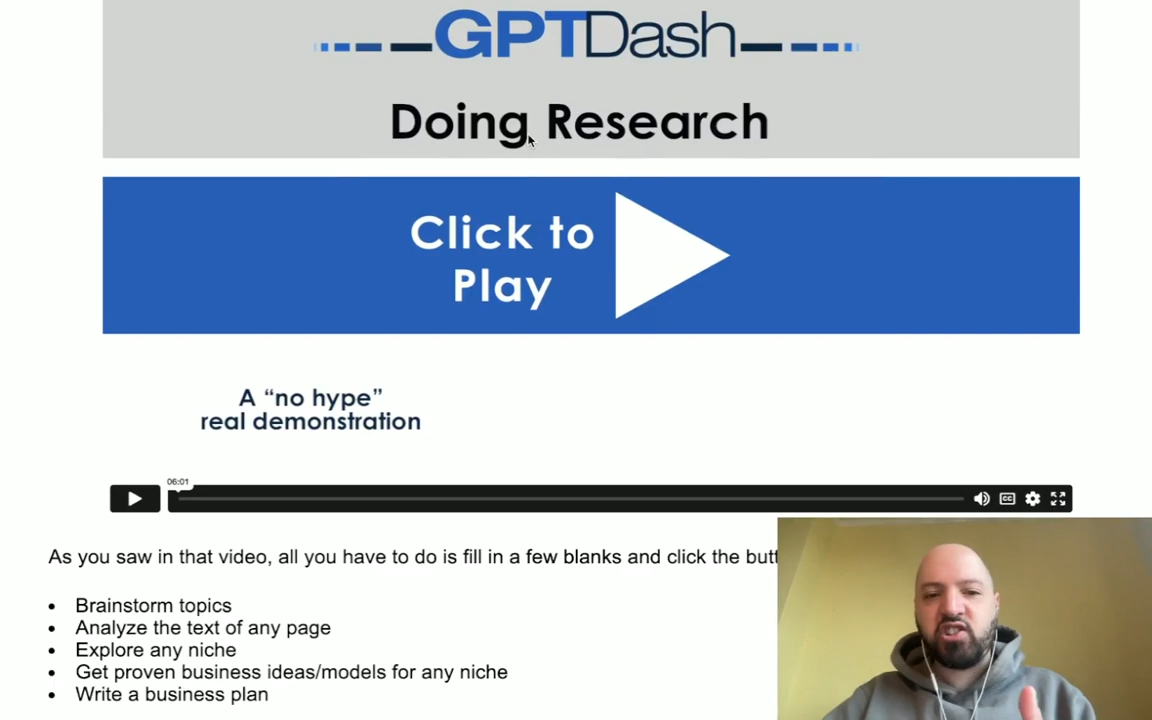 GPTDash
Doing Research
Click to
Play
A “no hype”
real demonstration
06:01
CC
As you saw in that video, all you have to do is fill in a few blanks and click the
Brainstorm topics
Analyze the text of any page
Explore any niche
Get proven business ideas/models for any niche
Write a business plan